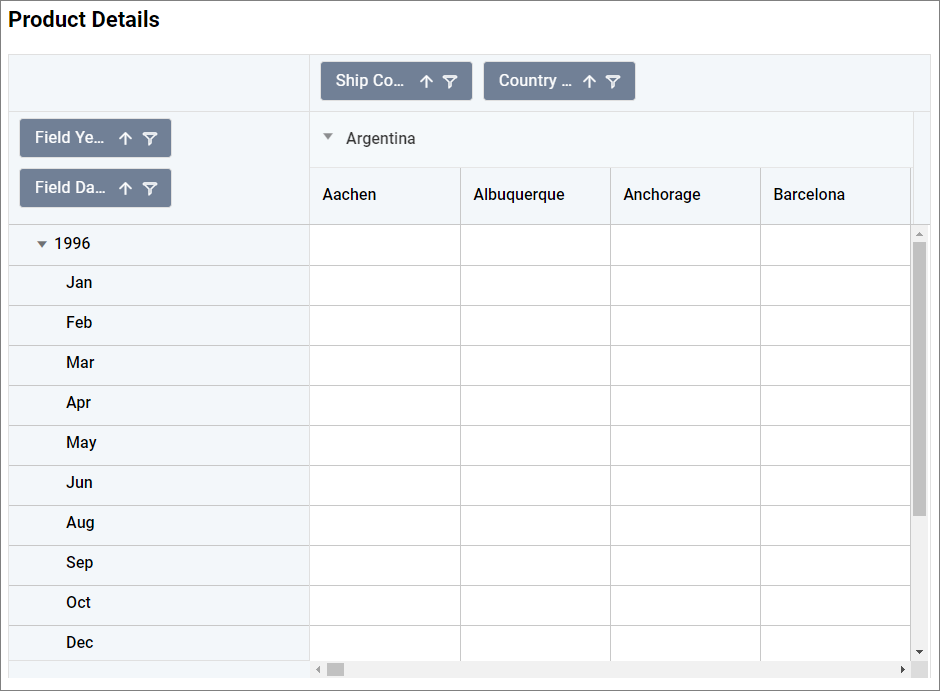 Product Details
Ship Co... Country ...
Field Ye...
Argentina
Field Da...
Aachen Albuquerque Anchorage Barcelona
1996
Jan
Feb
Mar
Apr
May
Jun
Aug
Sep
Oct
Dec